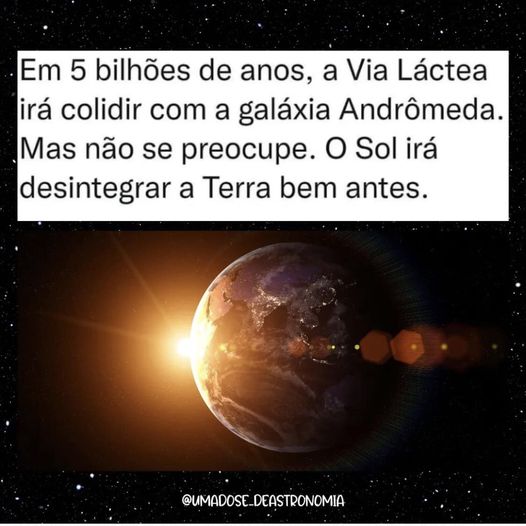 Em 5 bilhões de anos, a Via Láctea
irá colidir com a galáxia Andrômeda.
Mas não se preocupe. O Sol irá
desintegrar a Terra bem antes.
@UMADOSE_DEASTRONOMIA